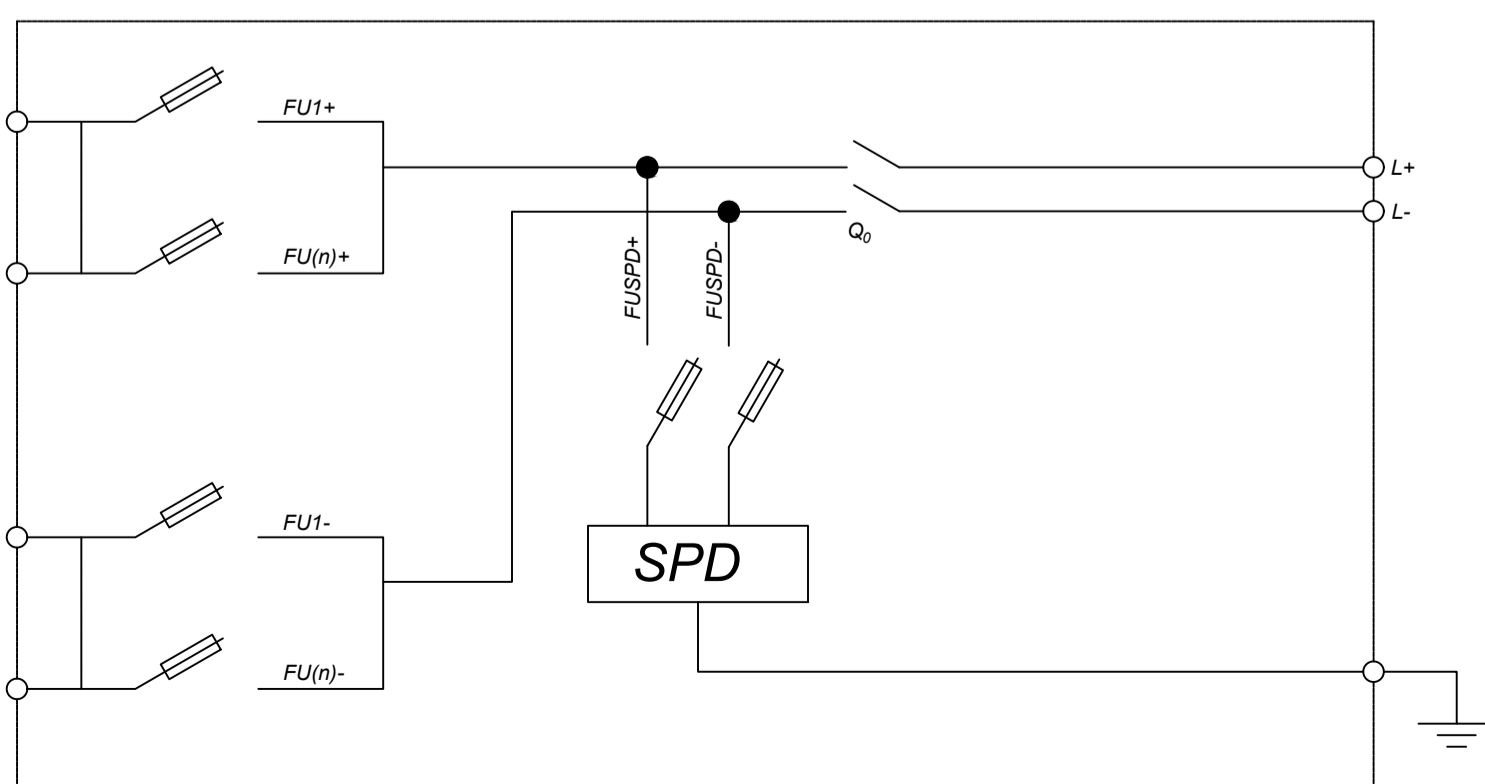 FU1+
L+
L-
Q0
FU(n)+
FUSPD+
FUSPD-
FU1-
SPD
FU(n)-